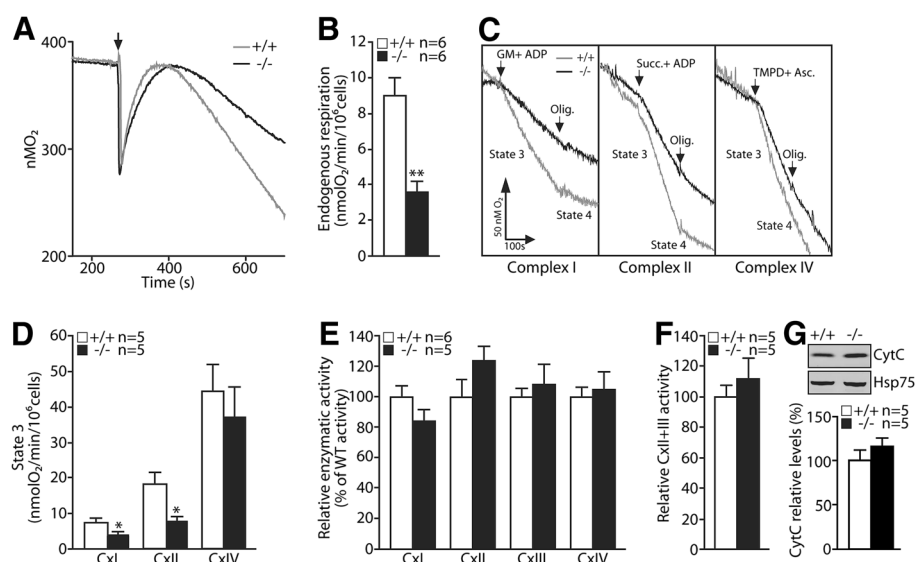 A
+/+
-/-
400
300
200
nMO₂
200
400
600
Time (s)
B
+/+ n=6
-/- n=6
12
10
8
6
4
2
0
Endogenous respiration
(nmolO₂/min/10⁶cells)
**
C
GM+ ADP
+/+
-/-
Succ.+ ADP
TMPD+ Asc.
Olig.
Olig.
Olig.
State 3
State 3
State 3
State 4
State 4
State 4
50 nM O₂
100s
Complex I
Complex II
Complex IV
D
+/+ n=5
-/- n=5
60
50
40
30
20
10
0
State 3
(nmolO₂/min/10⁶cells)
*
*
CxI
CxII
CxIV
E
+/+ n=6
-/- n=5
140
120
100
80
60
40
20
0
Relative enzymatic activity
(% of WT activity)
CxI
CxII
CxIII
CxIV
F
+/+ n=5
-/- n=5
140
120
100
80
60
40
20
0
Relative CxII+III activity
G
+/+ -/-
CytC
Hsp75
+/+ n=5
-/- n=5
150
100
50
0
CytC relative levels (%)